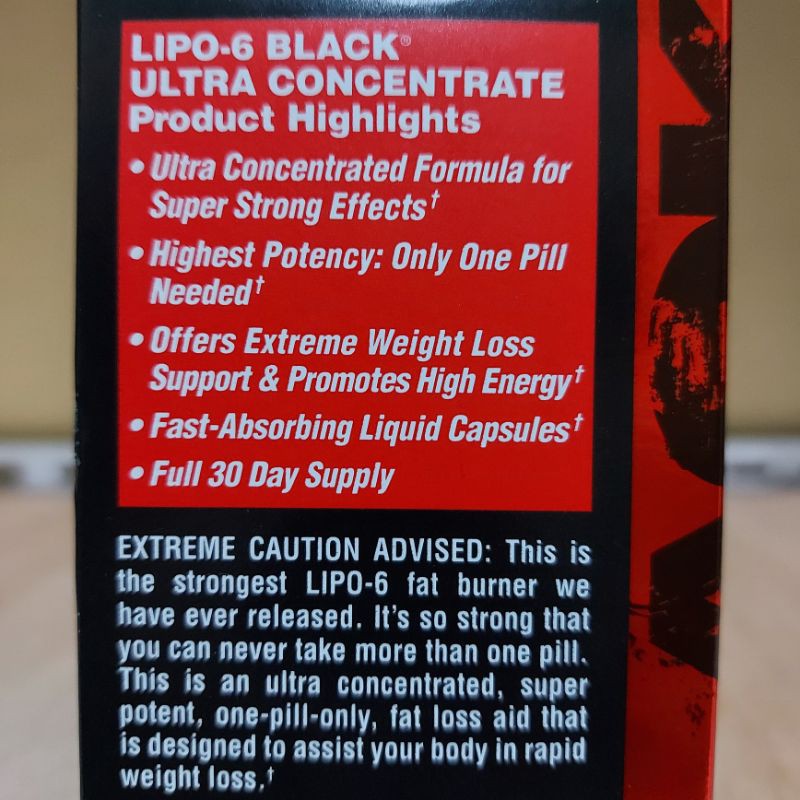 LIPO-6 BLACK®
ULTRA CONCENTRATE
Product Highlights
• Ultra Concentrated Formula for
Super Strong Effects†
• Highest Potency: Only One Pill
Needed†
• Offers Extreme Weight Loss
Support & Promotes High Energy†
• Fast-Absorbing Liquid Capsules†
• Full 30 Day Supply
EXTREME CAUTION ADVISED: This is
the strongest LIPO-6 fat burner we
have ever released. It's so strong that
you can never take more than one pill.
This is an ultra concentrated, super
potent, one-pill-only, fat loss aid that
is designed to assist your body in rapid
weight loss.†